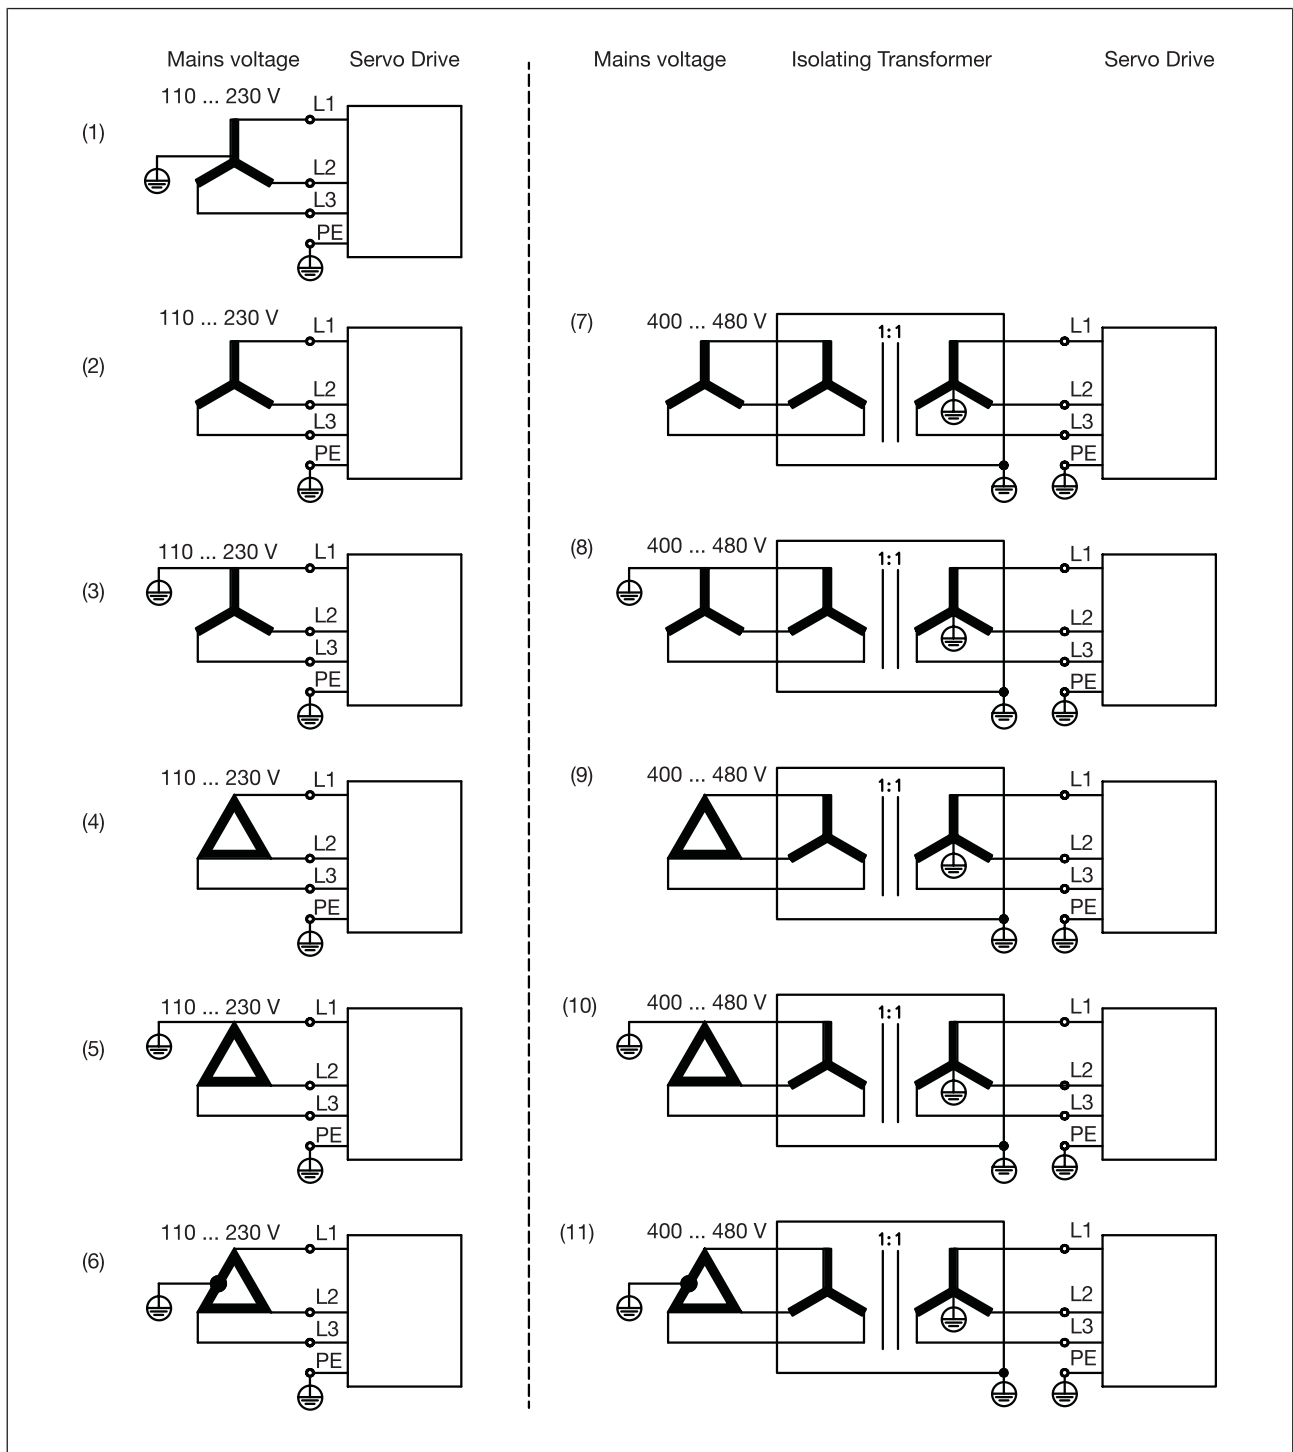 Mains voltage Servo Drive Mains voltage Isolating Transformer Servo Drive
110 ... 230 V
L1
(1)
L2
L3
PE
110 ... 230 V
L1
(2)
L2
L3
PE
(7)
400 ... 480 V
1:1
L1
L2
L3
PE
110 ... 230 V
L1
(3)
L2
L3
PE
(8)
400 ... 480 V
1:1
L1
L2
L3
PE
110 ... 230 V
L1
(4)
L2
L3
PE
(9)
400 ... 480 V
1:1
L1
L2
L3
PE
110 ... 230 V
L1
(5)
L2
L3
PE
(10)
400 ... 480 V
1:1
L1
L2
L3
PE
110 ... 230 V
L1
(6)
L2
L3
PE
(11)
400 ... 480 V
1:1
L1
L2
L3
PE